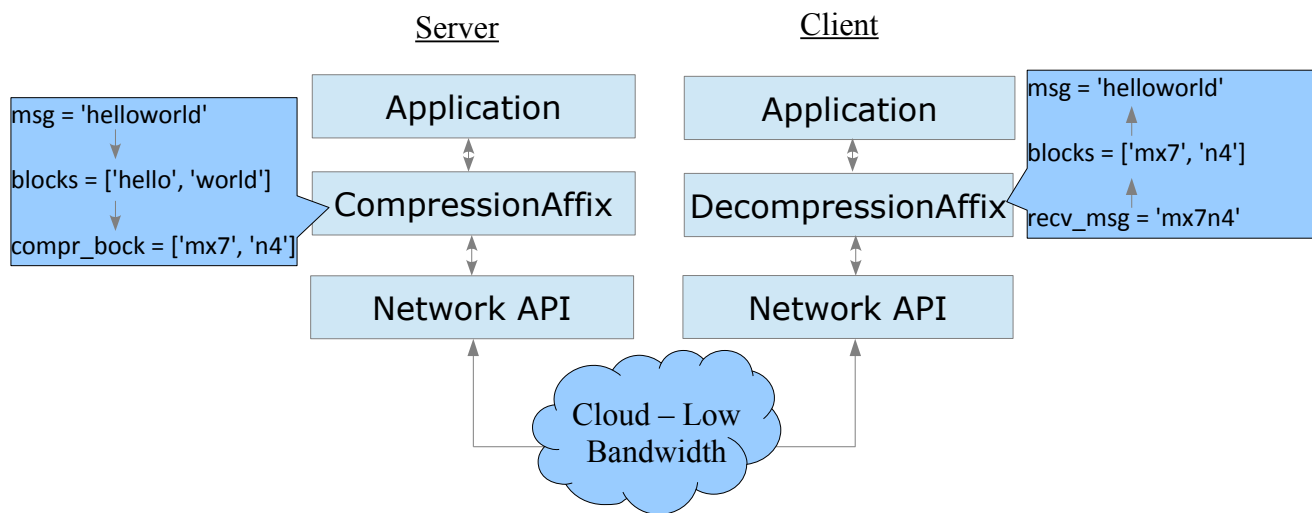 Server
Client
msg = 'helloworld'
blocks = ['hello', 'world']
compr_bock = ['mx7', 'n4']
Application
CompressionAffix
Network API
Application
DecompressionAffix
Network API
msg = 'helloworld'
blocks = ['mx7', 'n4']
recv_msg = 'mx7n4'
Cloud – Low
Bandwidth